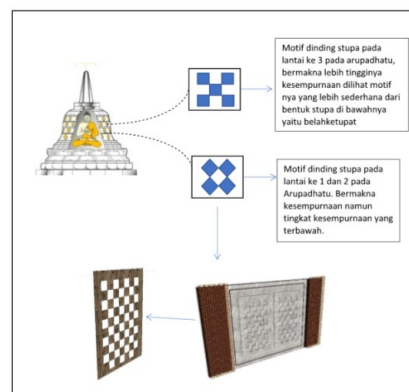 Motif dinding stupa pada
lantai ke 3 pada arupadhatu,
bermakna lebih tingginya
kesempurnaan dilihat motif
nya yang lebih sederhana dari
bentuk stupa di bawahnya
yaitu belahketupat
Motif dinding stupa pada
lantai ke 1 dan 2 pada
Arupadhatu. Bermakna
kesempurnaan namun
tingkat kesempurnaan yang
terbawah.